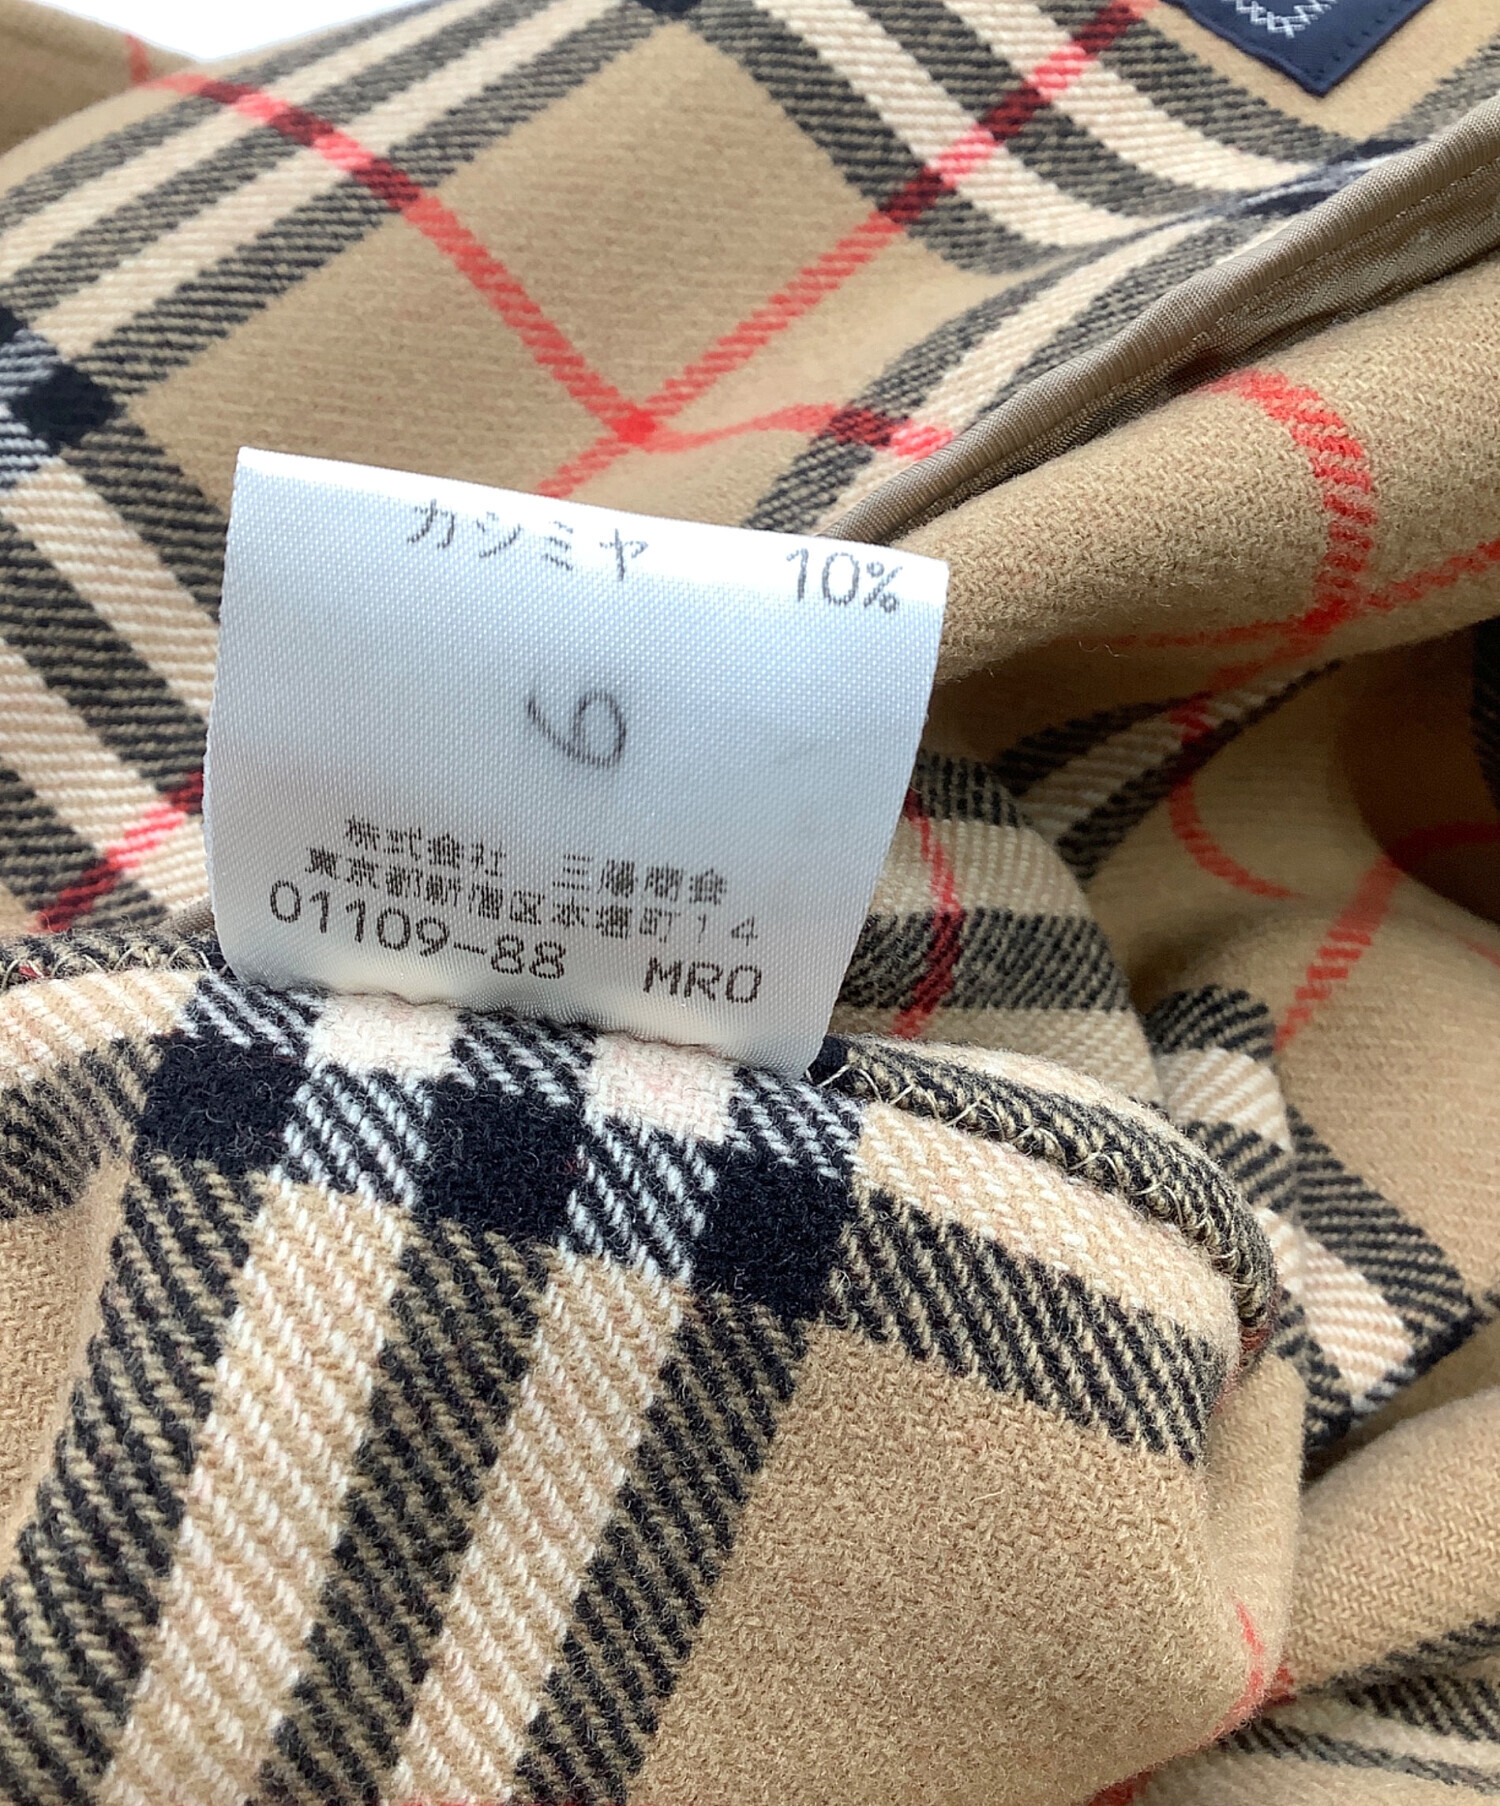 カシミヤ 10%
6
株式会社 三陽商会
東京都新宿区本塩町14
01109-88 MRO